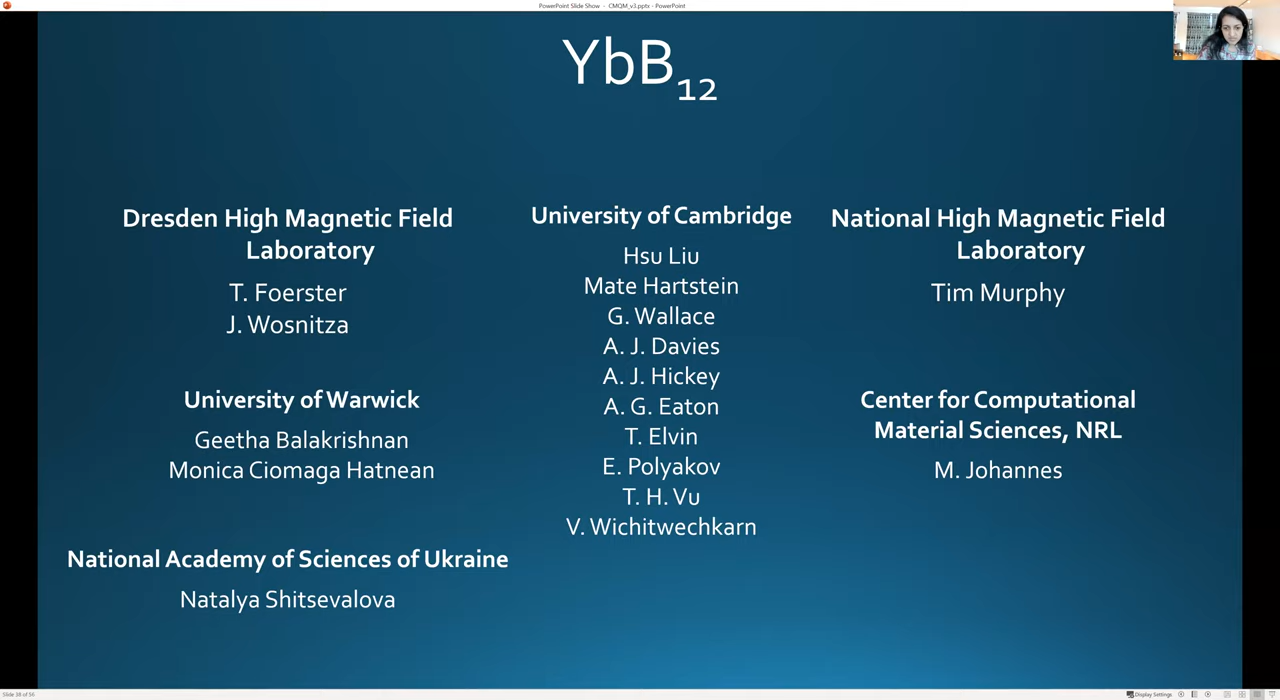 PowerPoint Slide Show - CMQM_v3.pptx - PowerPoint
YbB12
Dresden High Magnetic Field
Laboratory
T. Foerster
J. Wosnitza
University of Warwick
Geetha Balakrishnan
Monica Ciomaga Hatnean
National Academy of Sciences of Ukraine
Natalya Shitsevalova
University of Cambridge
Hsu Liu
Mate Hartstein
G. Wallace
A. J. Davies
A. J. Hickey
A. G. Eaton
T. Elvin
E. Polyakov
T. H. Vu
V. Wichitwechkarn
National High Magnetic Field
Laboratory
Tim Murphy
Center for Computational
Material Sciences, NRL
M. Johannes
Slide 38 of 56
Display Settings